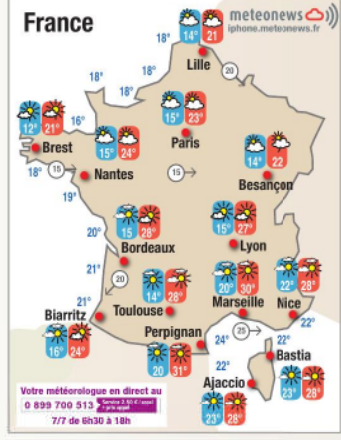 France
meteonews
iphone.meteonews.fr
14° 21
18°
Lille
20
18°
18°
18°
12° 21°
16°
15° 23°
Paris
Brest
15° 24°
14° 22
18° 15
Nantes
15
Besançon
19°
20°
15 28°
15° 27°
Lyon
Bordeaux
21°
20
14° 28°
20° 30°
22° 28°
21°
Biarritz
Toulouse
Marseille
Nice
16° 24°
Perpignan
25
22°
24°
22°
20 31°
Bastia
22°
23° 28°
Ajaccio
23° 28°
Votre météorologue en direct au
0 899 700 513
7/7 de 6h30 à 18h